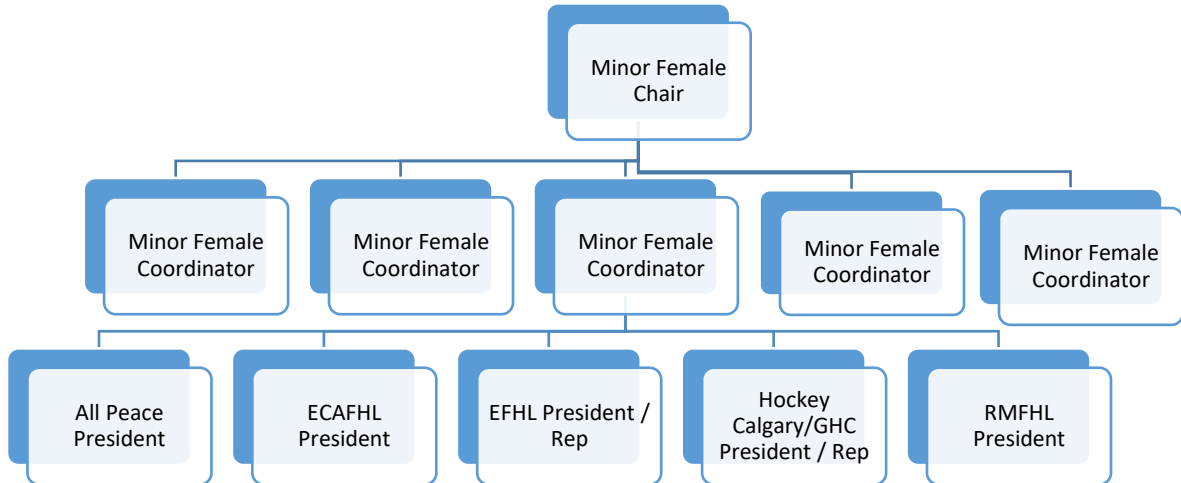 Minor Female
Chair
Minor Female
Coordinator
Minor Female
Coordinator
Minor Female
Coordinator
Minor Female
Coordinator
Minor Female
Coordinator
All Peace
President
ECAFHL
President
EFHL President /
Rep
Hockey
Calgary/GHC
President / Rep
RMFHL
President